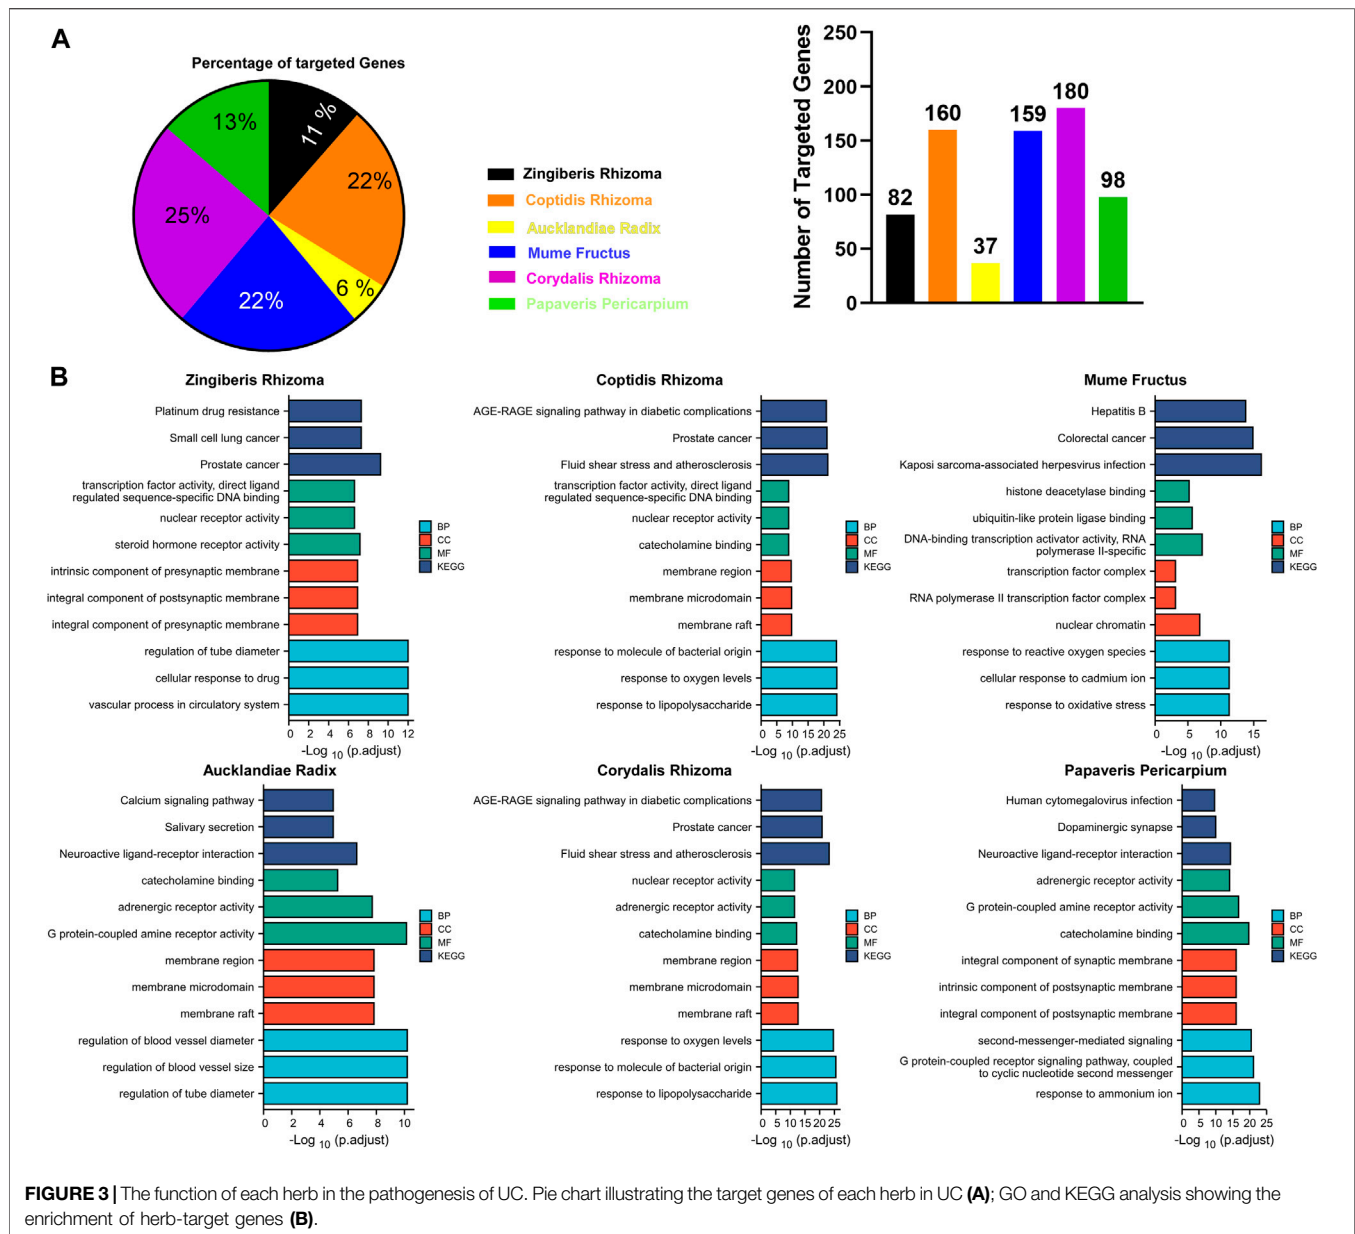 A
Percentage of targeted Genes
11 %
22%
6 %
22%
25%
13%
Zingiberis Rhizoma
Coptidis Rhizoma
Aucklandiae Radix
Mume Fructus
Corydalis Rhizoma
Papaveris Pericarpium
Number of Targeted Genes
250
200
150
100
50
0
82
160
37
159
180
98
B
Zingiberis Rhizoma
Platinum drug resistance
Small cell lung cancer
Prostate cancer
transcription factor activity, direct ligand
regulated sequence-specific DNA binding
nuclear receptor activity
steroid hormone receptor activity
intrinsic component of presynaptic membrane
integral component of postsynaptic membrane
integral component of presynaptic membrane
regulation of tube diameter
cellular response to drug
vascular process in circulatory system
0 2 4 6 8 10 12
-Log 10 (p.adjust)
BP
CC
MF
KEGG
Coptidis Rhizoma
AGE-RAGE signaling pathway in diabetic complications
Prostate cancer
Fluid shear stress and atherosclerosis
transcription factor activity, direct ligand
regulated sequence-specific DNA binding
nuclear receptor activity
catecholamine binding
membrane region
membrane microdomain
membrane raft
response to molecule of bacterial origin
response to oxygen levels
response to lipopolysaccharide
0 5 10 15 20 25
-Log 10 (p.adjust)
BP
CC
MF
KEGG
Mume Fructus
Hepatitis B
Colorectal cancer
Kaposi sarcoma-associated herpesvirus infection
histone deacetylase binding
ubiquitin-like protein ligase binding
DNA-binding transcription activator activity, RNA
polymerase II-specific
transcription factor complex
RNA polymerase II transcription factor complex
nuclear chromatin
response to reactive oxygen species
cellular response to cadmium ion
response to oxidative stress
0 5 10 15
-Log 10 (p.adjust)
BP
CC
MF
KEGG
Aucklandiae Radix
Calcium signaling pathway
Salivary secretion
Neuroactive ligand-receptor interaction
catecholamine binding
adrenergic receptor activity
G protein-coupled amine receptor activity
membrane region
membrane microdomain
membrane raft
regulation of blood vessel diameter
regulation of blood vessel size
regulation of tube diameter
0 2 4 6 8 10
-Log 10 (p.adjust)
BP
CC
MF
KEGG
Corydalis Rhizoma
AGE-RAGE signaling pathway in diabetic complications
Prostate cancer
Fluid shear stress and atherosclerosis
nuclear receptor activity
adrenergic receptor activity
catecholamine binding
membrane region
membrane microdomain
membrane raft
response to oxygen levels
response to molecule of bacterial origin
response to lipopolysaccharide
0 5 10 15 20 25
-Log 10 (p.adjust)
BP
CC
MF
KEGG
Papaveris Pericarpium
Human cytomegalovirus infection
Dopaminergic synapse
Neuroactive ligand-receptor interaction
adrenergic receptor activity
G protein-coupled amine receptor activity
catecholamine binding
integral component of synaptic membrane
intrinsic component of postsynaptic membrane
integral component of postsynaptic membrane
second-messenger-mediated signaling
G protein-coupled receptor signaling pathway, coupled
to cyclic nucleotide second messenger
response to ammonium ion
0 5 10 15 20 25
-Log 10 (p.adjust)
BP
CC
MF
KEGG
FIGURE 3 | The function of each herb in the pathogenesis of UC. Pie chart illustrating the target genes of each herb in UC (A); GO and KEGG analysis showing the
enrichment of herb-target genes (B).